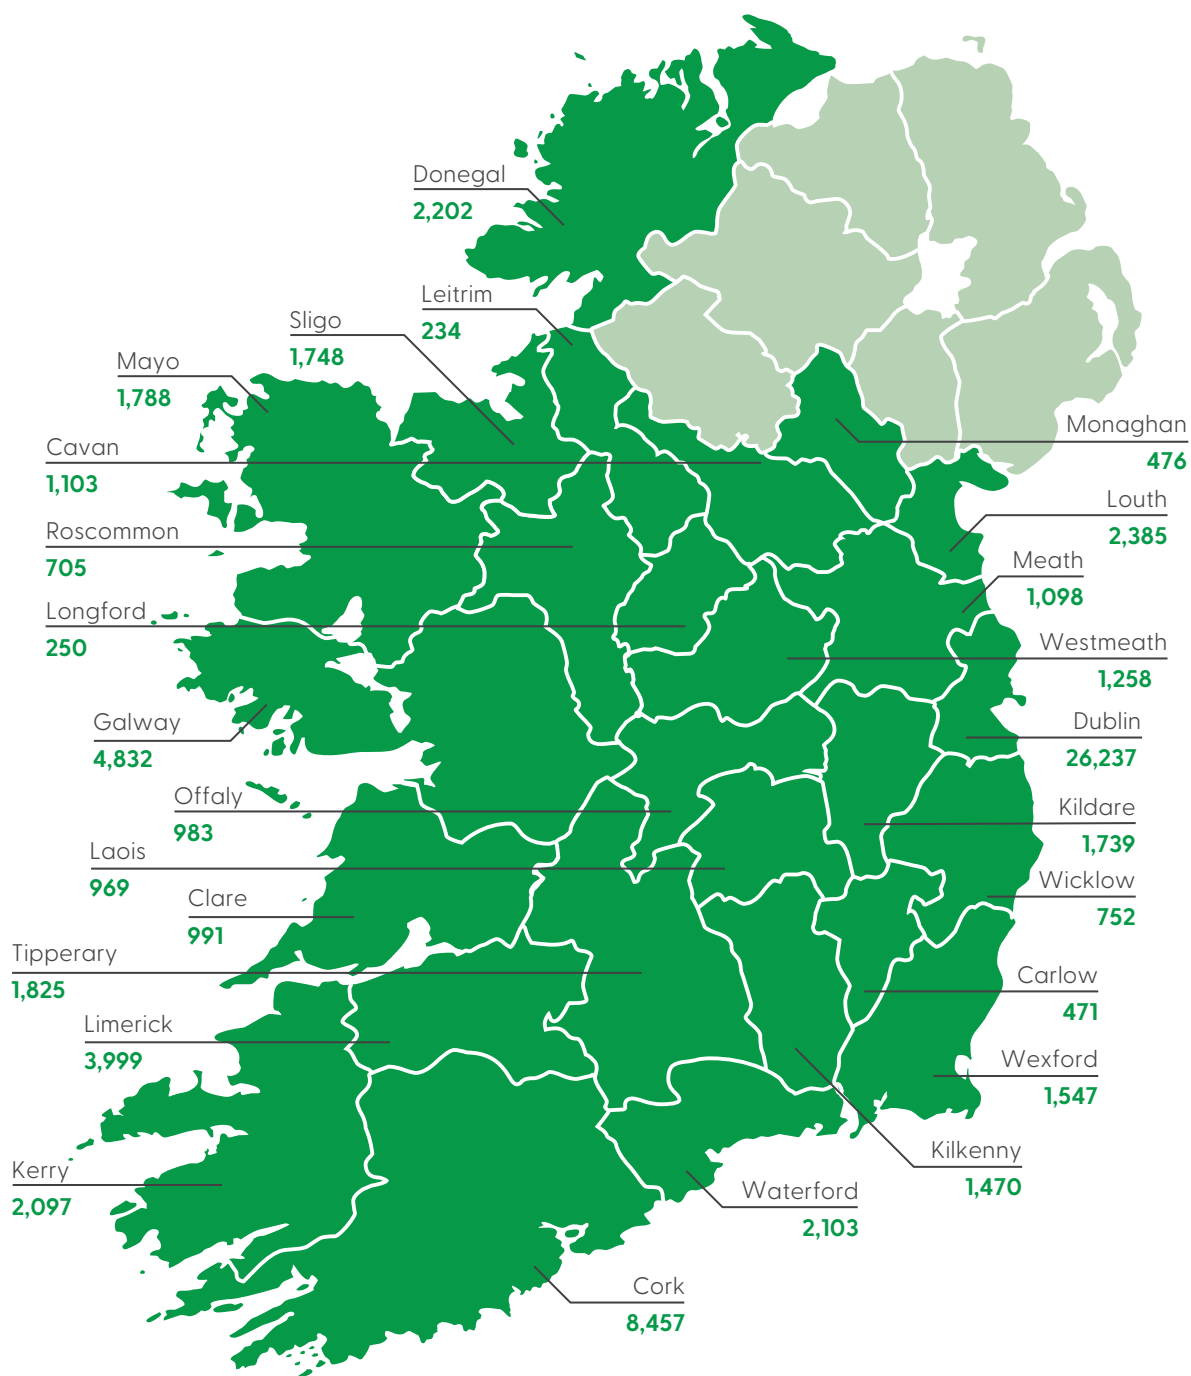 Donegal
2,202
Leitrim
234
Sligo
1,748
Mayo
1,788
Cavan
1,103
Roscommon
705
Longford
250
Galway
4,832
Offaly
983
Laois
969
Clare
991
Tipperary
1,825
Limerick
3,999
Kerry
2,097
Monaghan
476
Louth
2,385
Meath
1,098
Westmeath
1,258
Dublin
26,237
Kildare
1,739
Wicklow
752
Carlow
471
Wexford
1,547
Kilkenny
1,470
Waterford
2,103
Cork
8,457